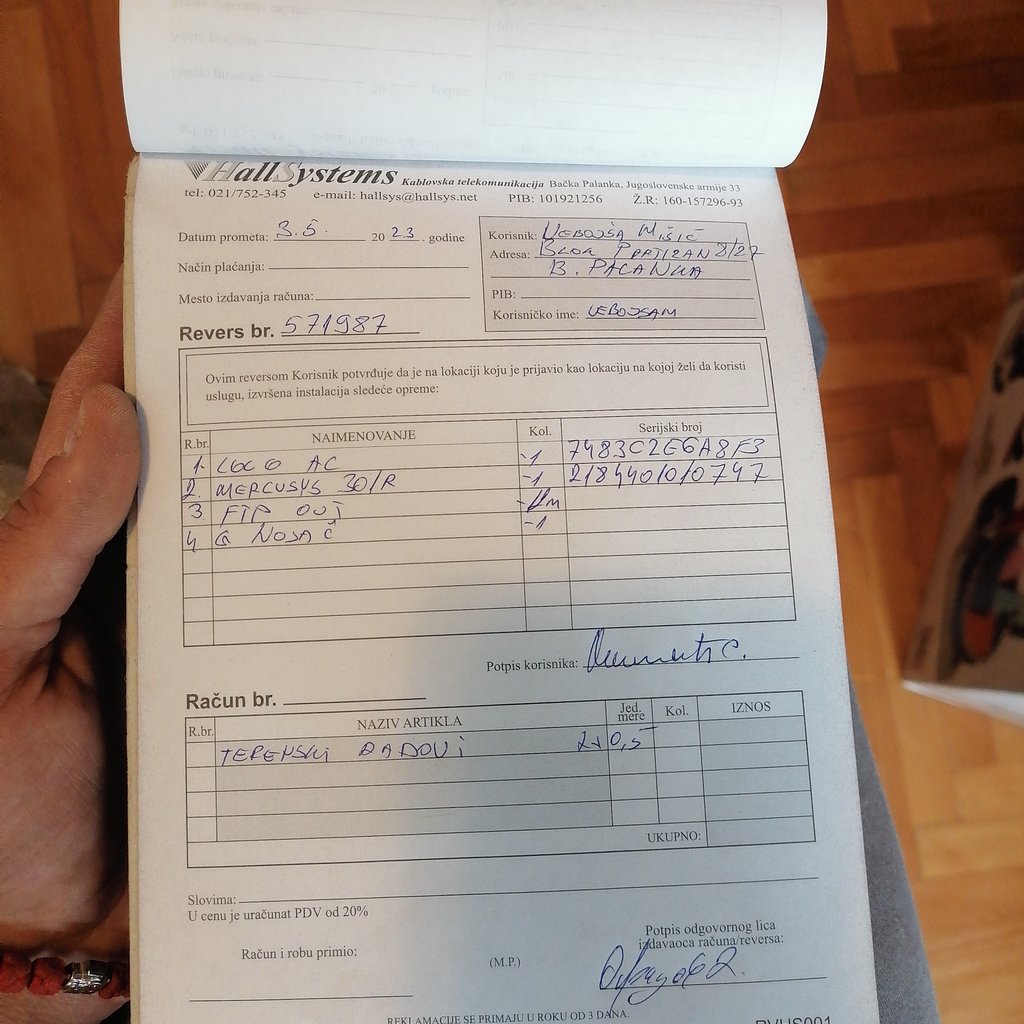 HallSystems Kablovska telekomunikacija Bačka Palanka, Jugoslovenske armije 33
tel: 021/752-345 e-mail: hallsys@hallsys.net PIB: 101921256 Ž.R: 160-157296-93
Datum prometa: 3.5. 2023. godine
Način plaćanja:
Mesto izdavanja računa:
Revers br. 571987
Korisnik: NEBOJŠA MIŠIĆ
Adresa: BLOK PARTIZAN 8/27
B. PALANKA
PIB:
Korisničko ime: NEBOJSAM
Ovim reversom Korisnik potvrđuje da je na lokaciji koju je prijavio kao lokaciju na kojoj želi da koristi
uslugu, izvršena instalacija sledeće opreme:
R.br. NAIMENOVANJE Kol. Serijski broj
1. LOCO AC -1 7483C2E6A8F3
2. MERCUSYS 30/R -1 2184401010747
3 FTP OUT
4 G NOSAČ -1
Potpis korisnika:
Račun br.
R.br. NAZIV ARTIKLA Jed. mere Kol. IZNOS
TERENSKI RADOVI 0,5
UKUPNO:
Slovima:
U cenu je uračunat PDV od 20%
Račun i robu primio:
(M.P.)
Potpis odgovornog lica
izdavaoca računa/reversa:
REKLAMACIJE SE PRIMAJU U ROKU OD 3 DANA.